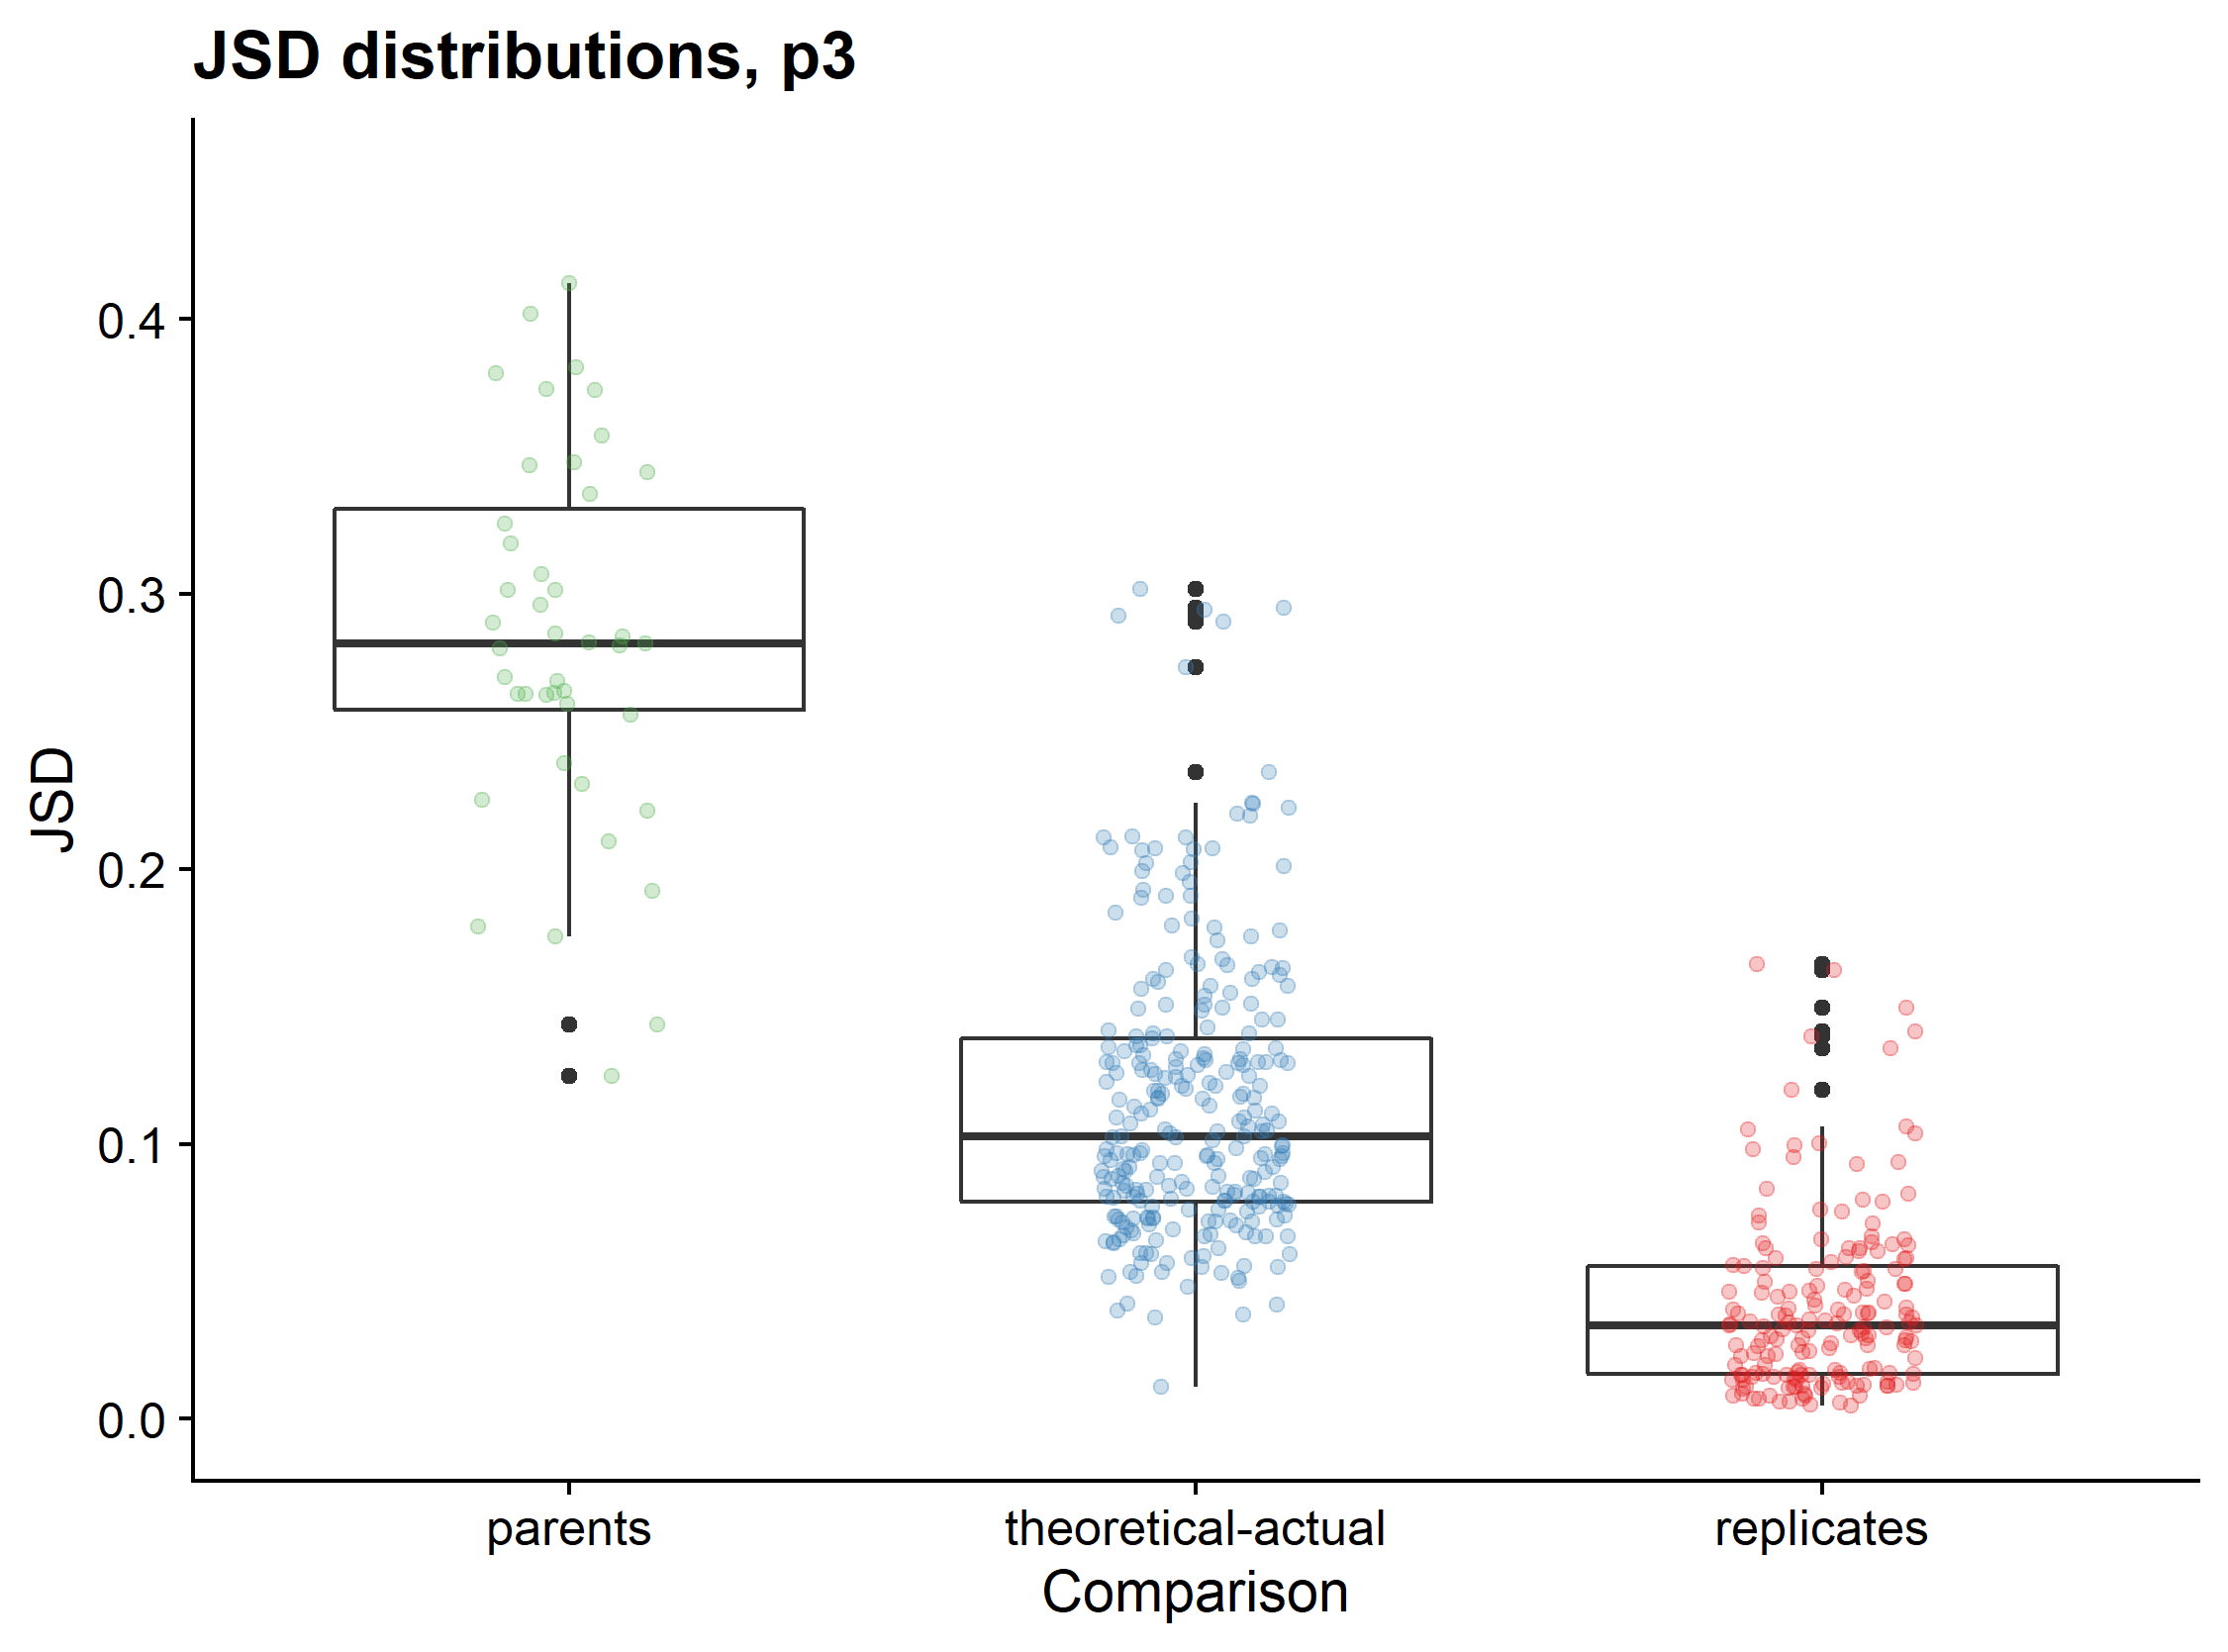 JSD distributions, p3
JSD
0.4
0.3
0.2
0.1
0.0
parents
theoretical-actual
replicates
Comparison